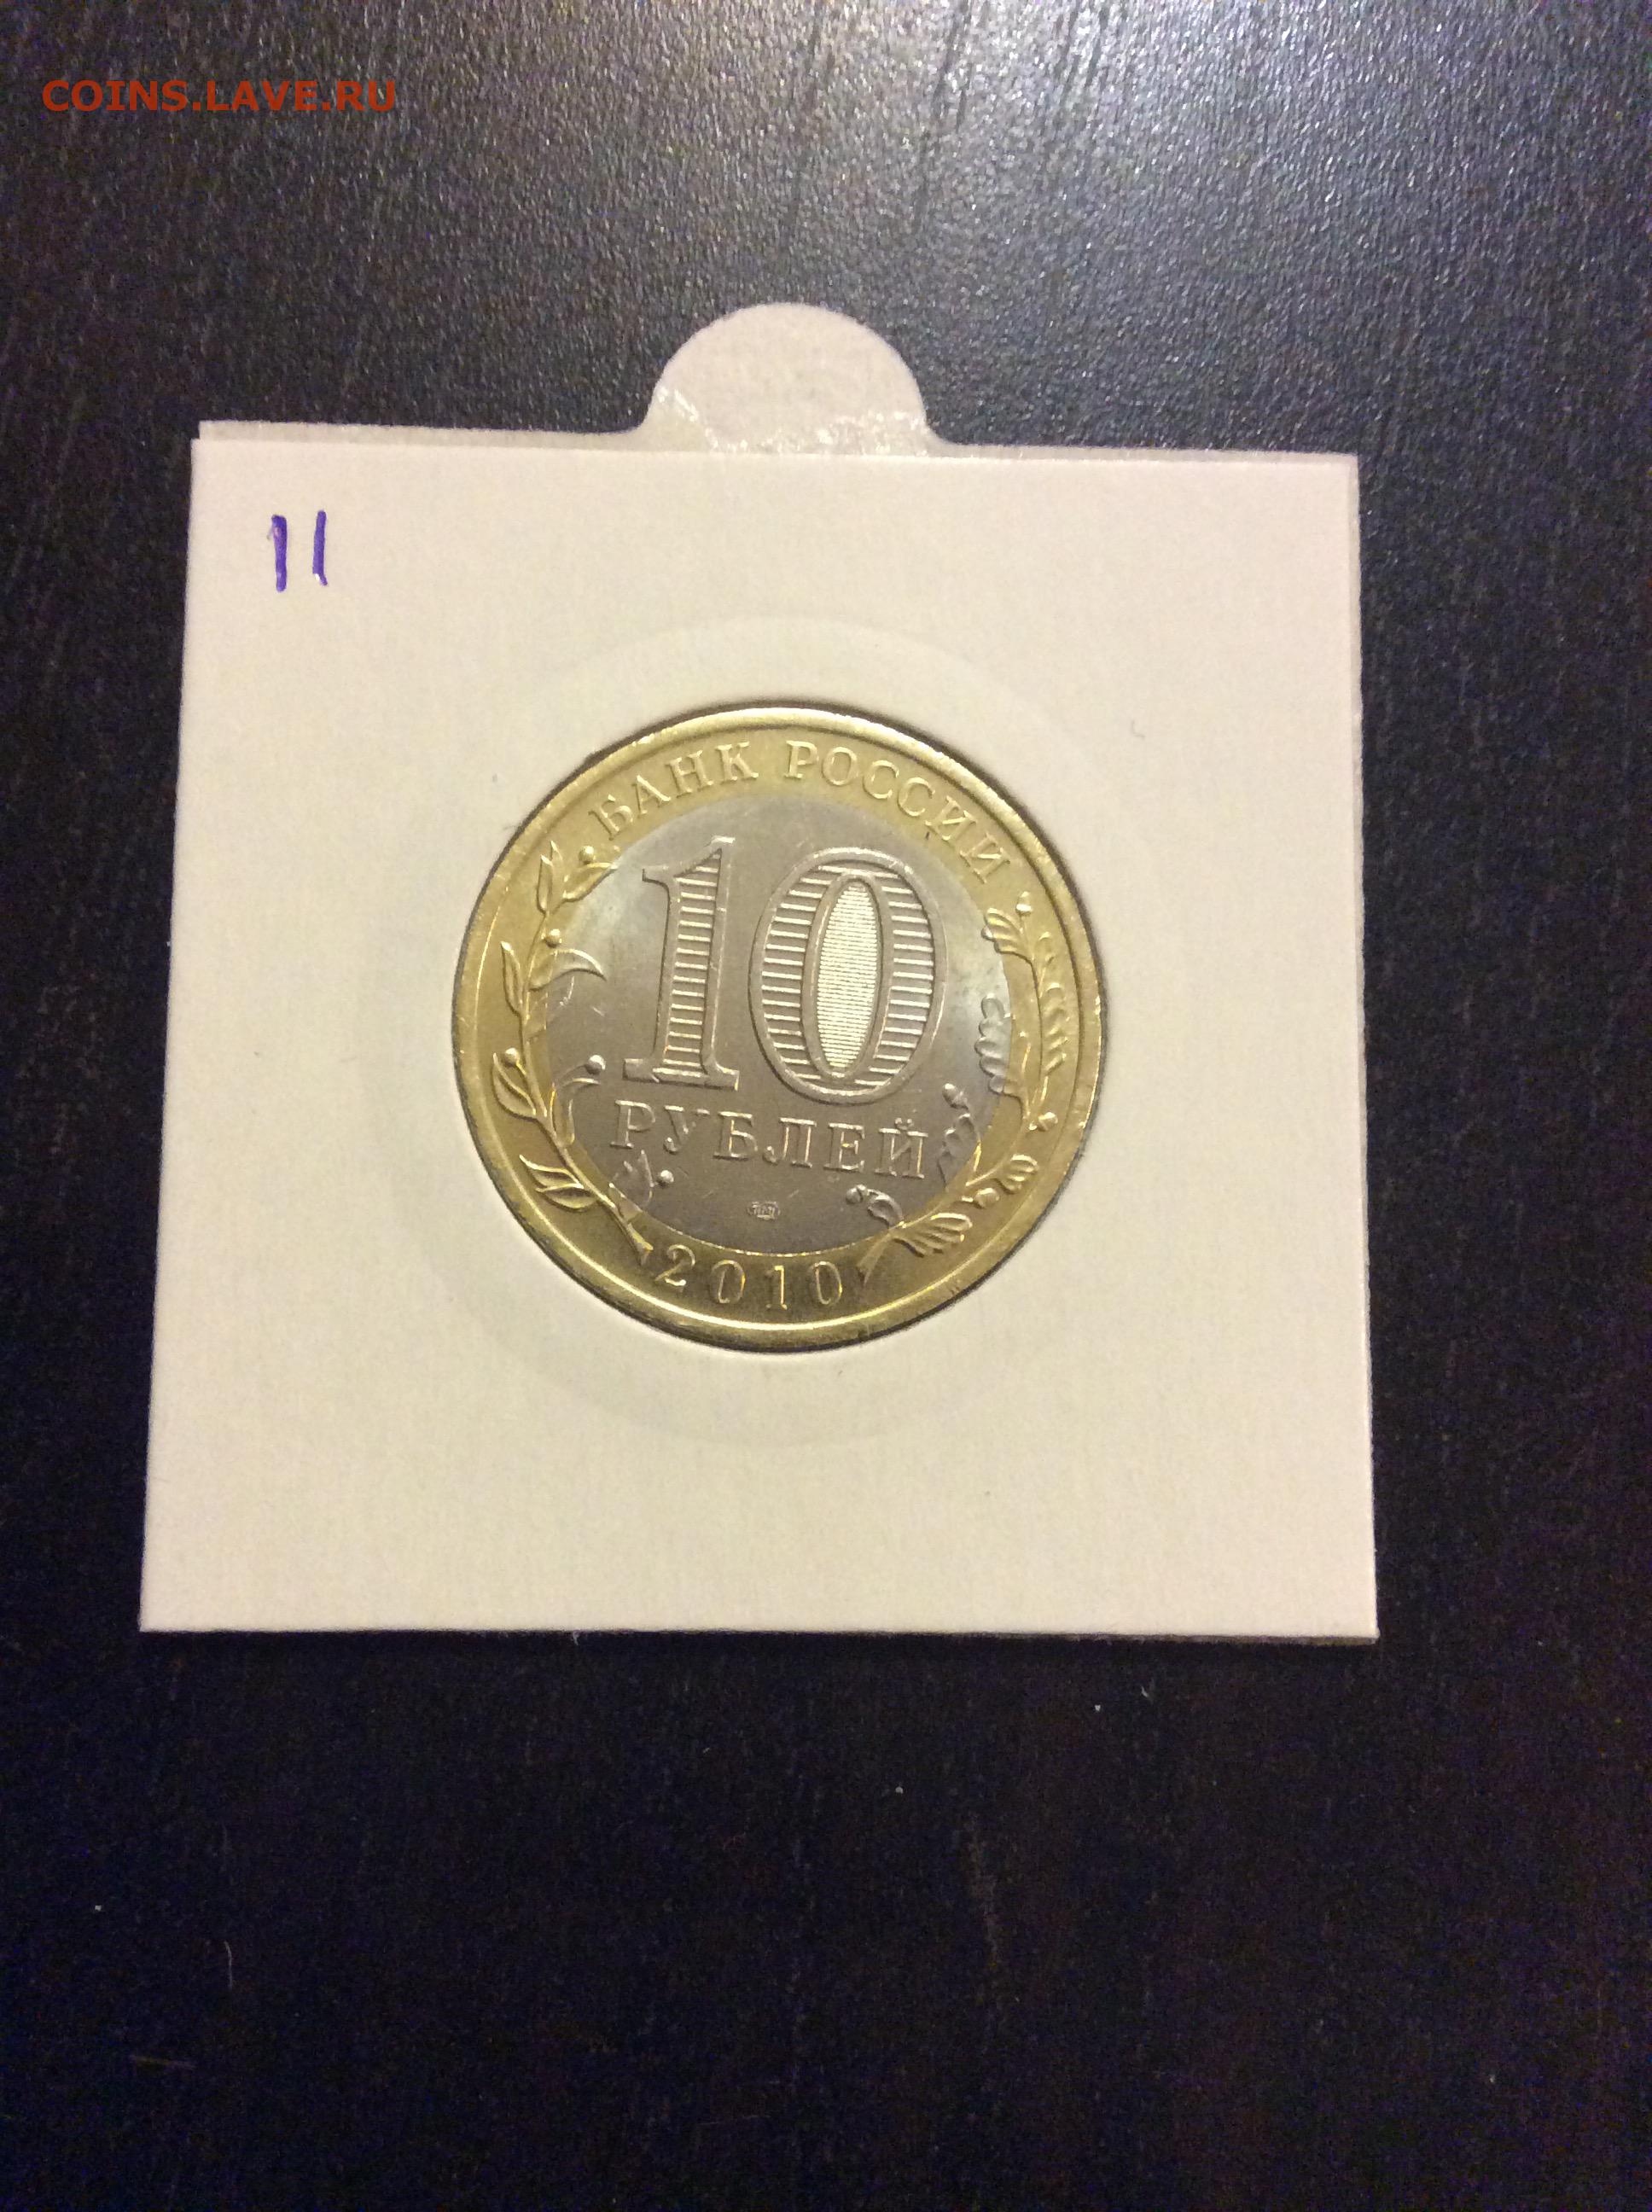 COINS.LAVE.RU
11
БАНК РОССИИ
10
РУБЛЕЙ
2010